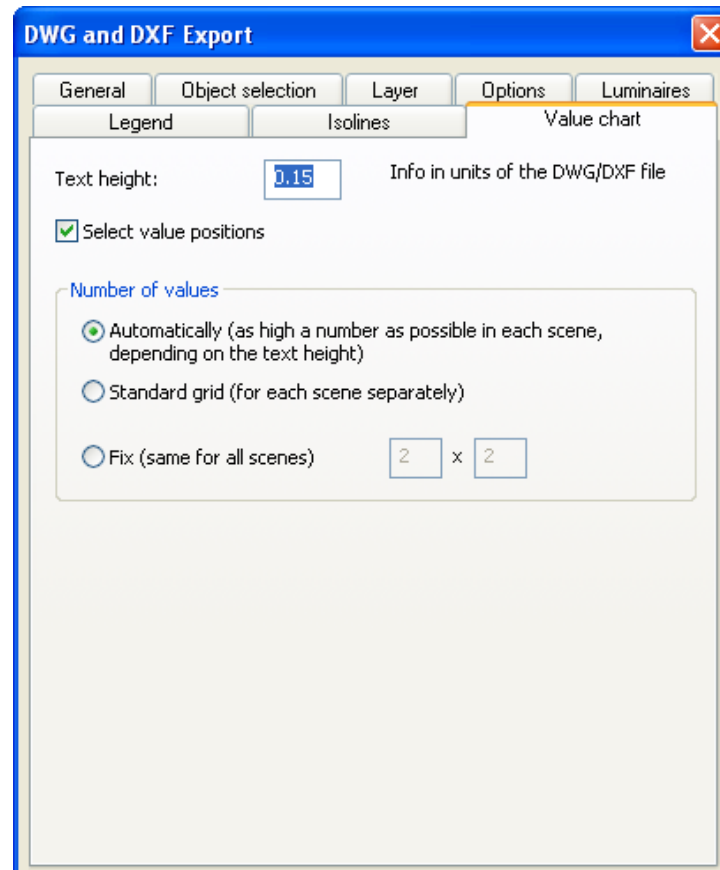 DWG and DXF Export
General Object selection Layer Options Luminaires
Legend Isolines Value chart
Text height: 0.15 Info in units of the DWG/DXF file
Select value positions
Number of values
Automatically (as high a number as possible in each scene,
depending on the text height)
Standard grid (for each scene separately)
Fix (same for all scenes) 2 x 2